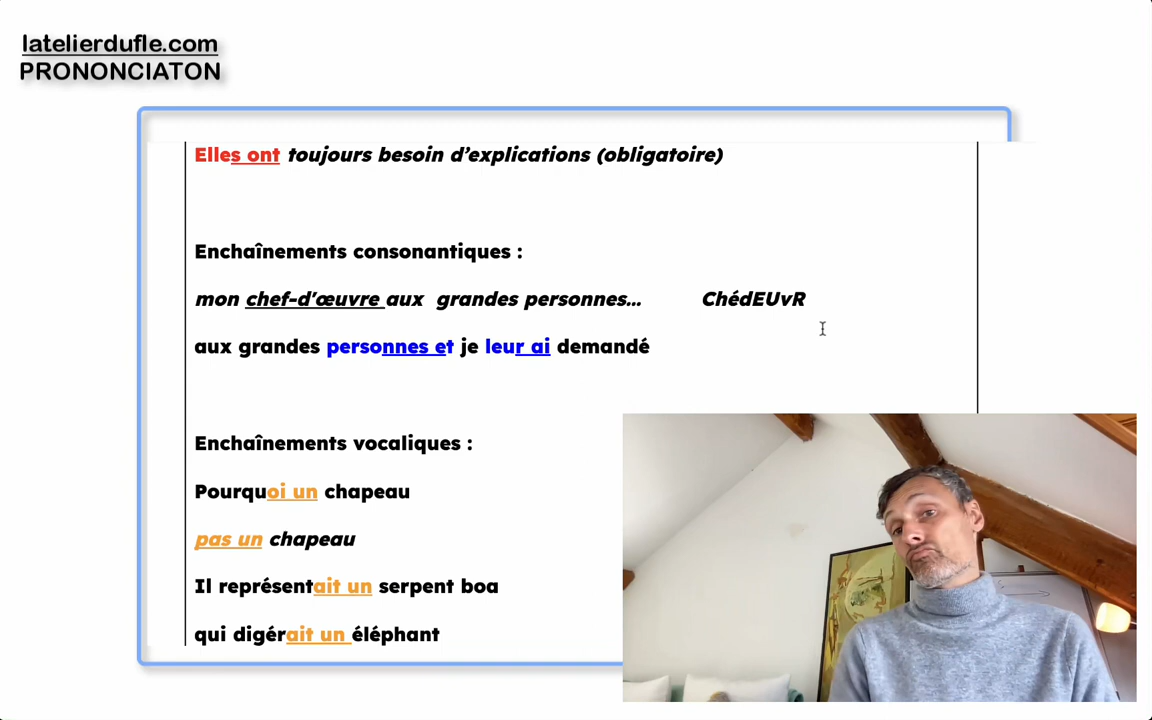 latelierdufle.com
PRONONCIATON
Elles ont toujours besoin d'explications (obligatoire)
Enchaînements consonantiques :
mon chef-d'œuvre aux grandes personnes... ChédEUvR
aux grandes personnes et je leur ai demandé
Enchaînements vocaliques :
Pourquoi un chapeau
pas un chapeau
Il représentait un serpent boa
qui digérait un éléphant